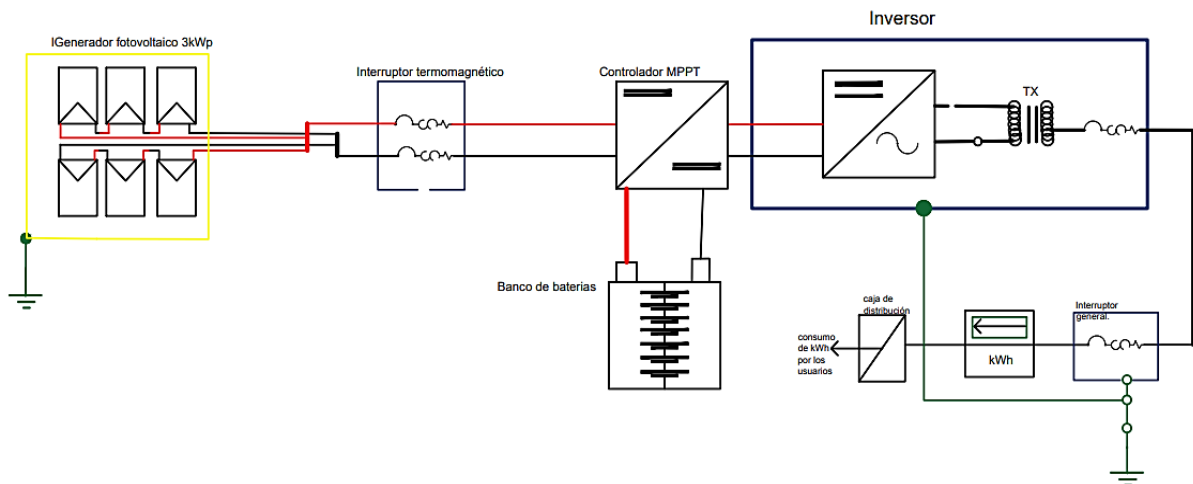 Inversor
IGenerador fotovoltaico 3kWp
Interruptor termomagnético
Controlador MPPT
TX
Banco de baterias
caja de
distribución
Interruptor
general.
consumo
de kWh
por los
usuarios
kWh